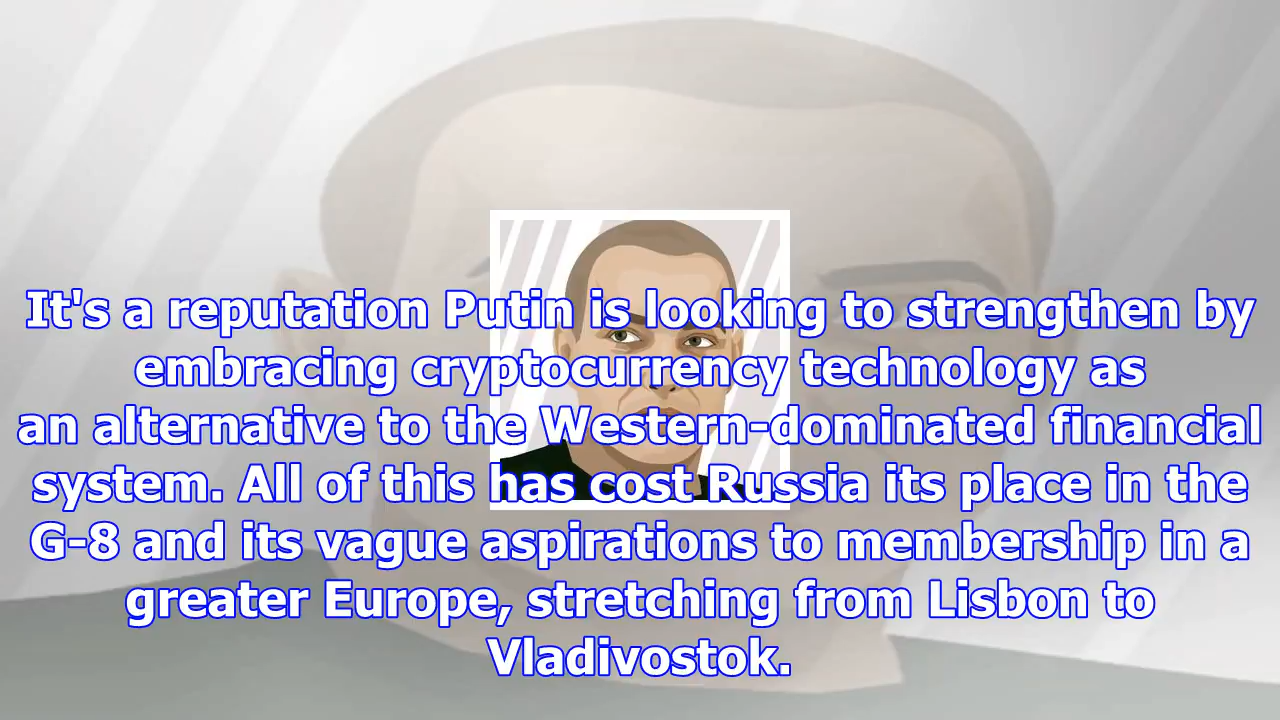 It's a reputation Putin is looking to strengthen by
embracing cryptocurrency technology as
an alternative to the Western-dominated financial
system. All of this has cost Russia its place in the
G-8 and its vague aspirations to membership in a
greater Europe, stretching from Lisbon to
Vladivostok.